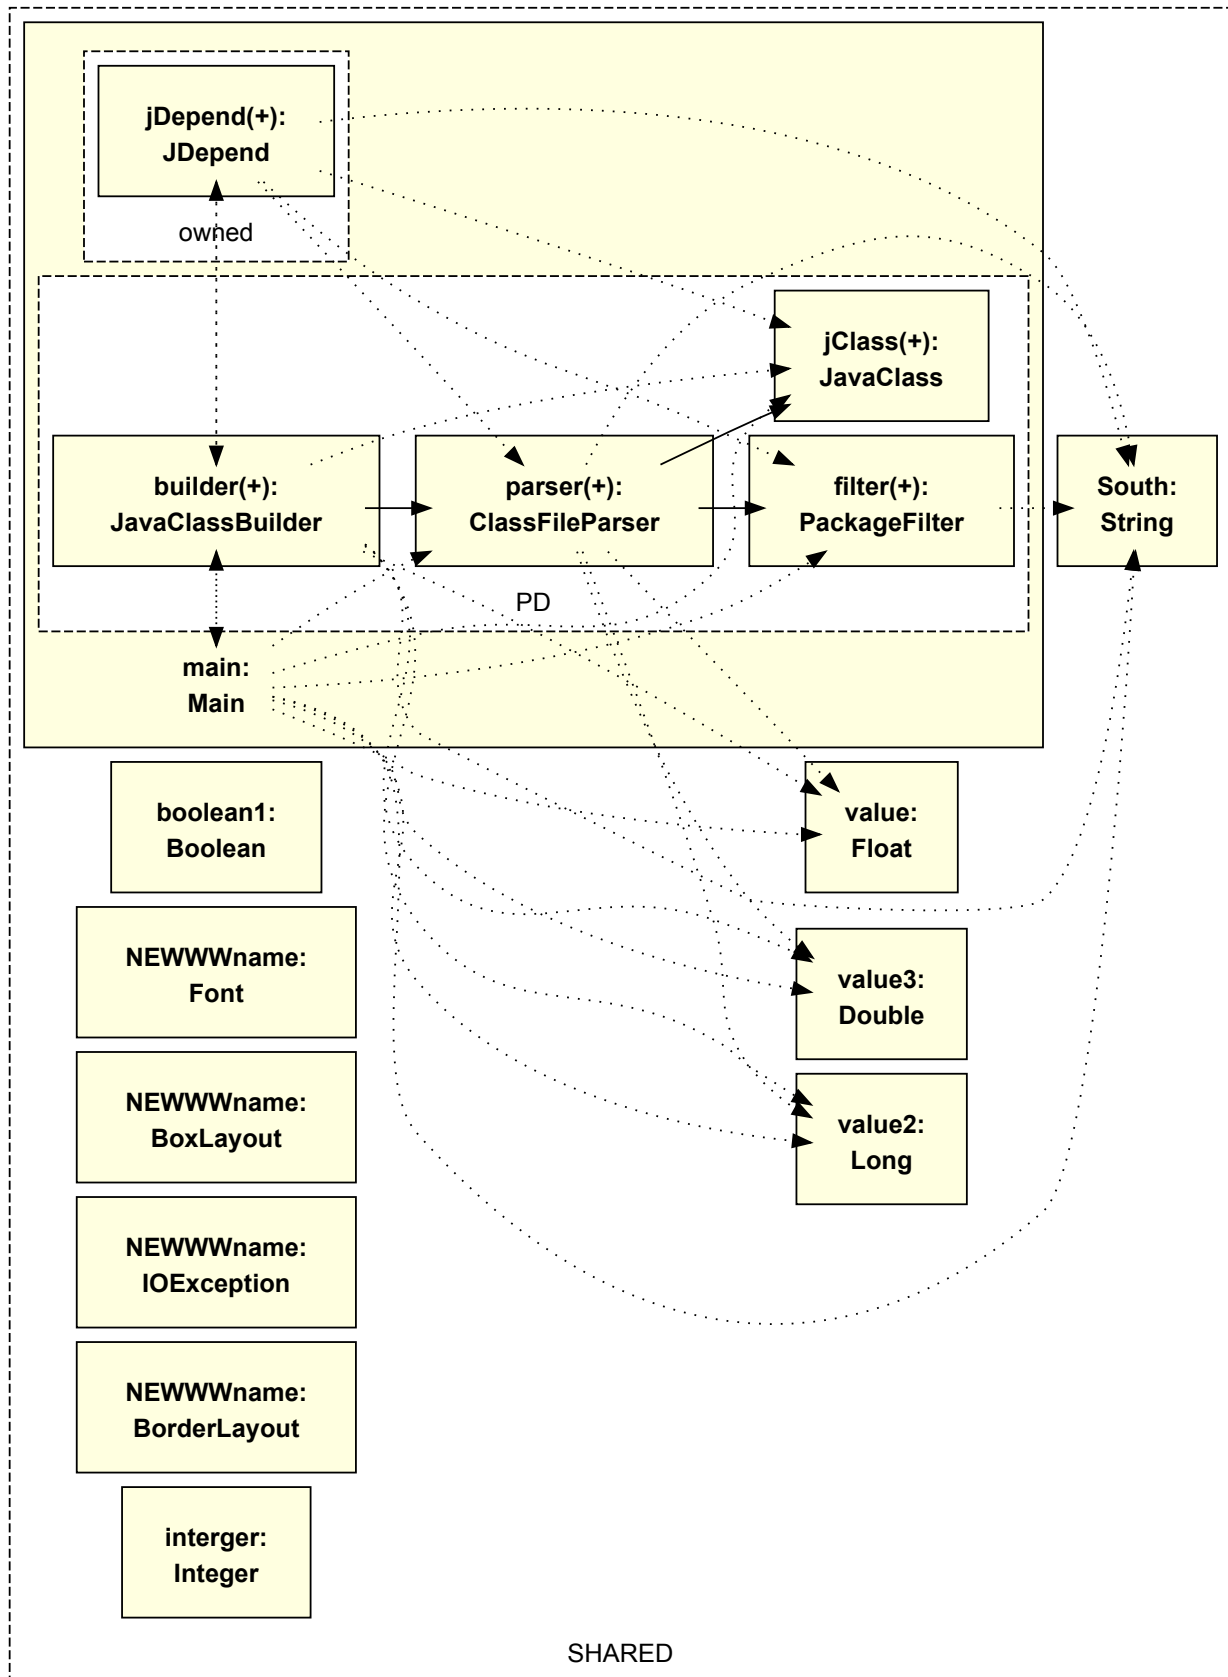 jDepend(+):
JDepend
owned
jClass(+):
JavaClass
builder(+):
JavaClassBuilder
parser(+):
ClassFileParser
filter(+):
PackageFilter
South:
String
PD
main:
Main
boolean1:
Boolean
value:
Float
NEWWWname:
Font
value3:
Double
NEWWWname:
BoxLayout
value2:
Long
NEWWWname:
IOException
NEWWWname:
BorderLayout
interger:
Integer
SHARED